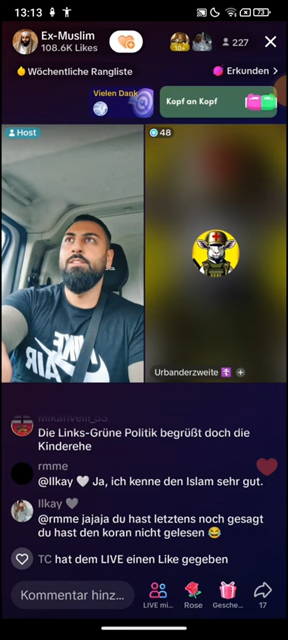 13:13
73
Ex-Muslim
108.6K Likes
227
Wöchentliche Rangliste
Erkunden >
Vielen Dank
Kopf an Kopf
Host
48
NIKE
AIR
Urbanderzweite
Die Links-Grüne Politik begrüßt doch die
Kinderehe
rmme
@Ilkay 🤍 Ja, ich kenne den Islam sehr gut.
Ilkay 🩶
@rmme jajaja du hast letztens noch gesagt
du hast den koran nicht gelesen 😂
TC hat dem LIVE einen Like gegeben
Kommentar hinz...
LIVE mi...
Rose
Gesche...
17